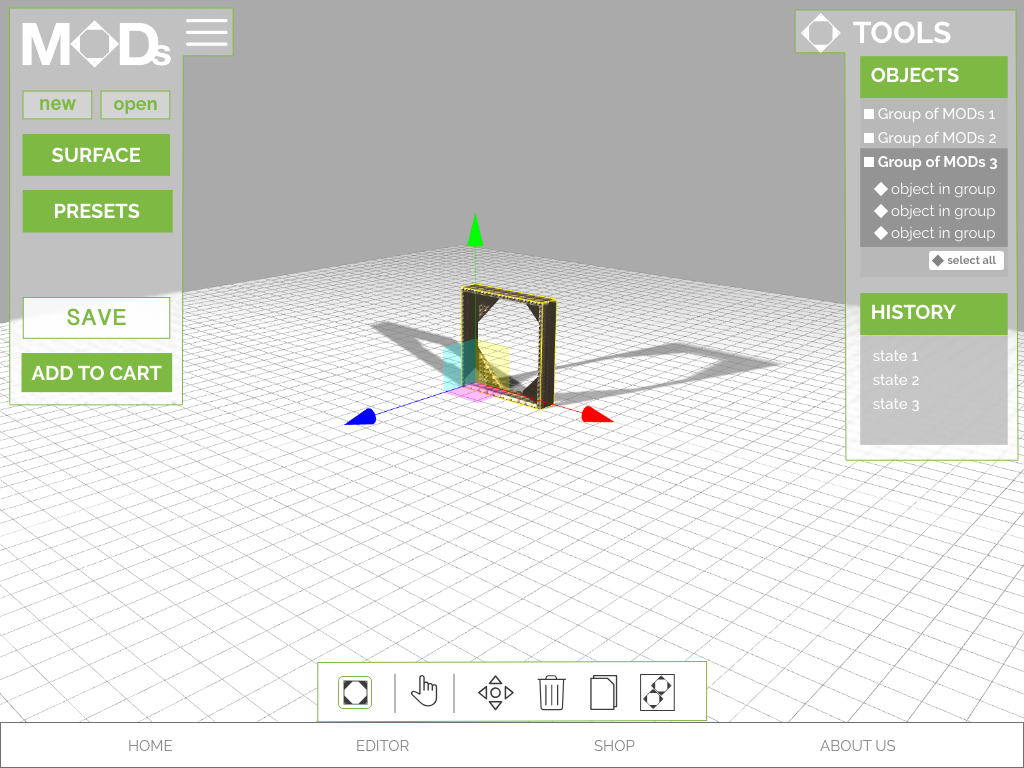 MODs
new
open
SURFACE
PRESETS
SAVE
ADD TO CART
TOOLS
OBJECTS
Group of MODs 1
Group of MODs 2
Group of MODs 3
object in group
object in group
object in group
select all
HISTORY
state 1
state 2
state 3
HOME
EDITOR
SHOP
ABOUT US